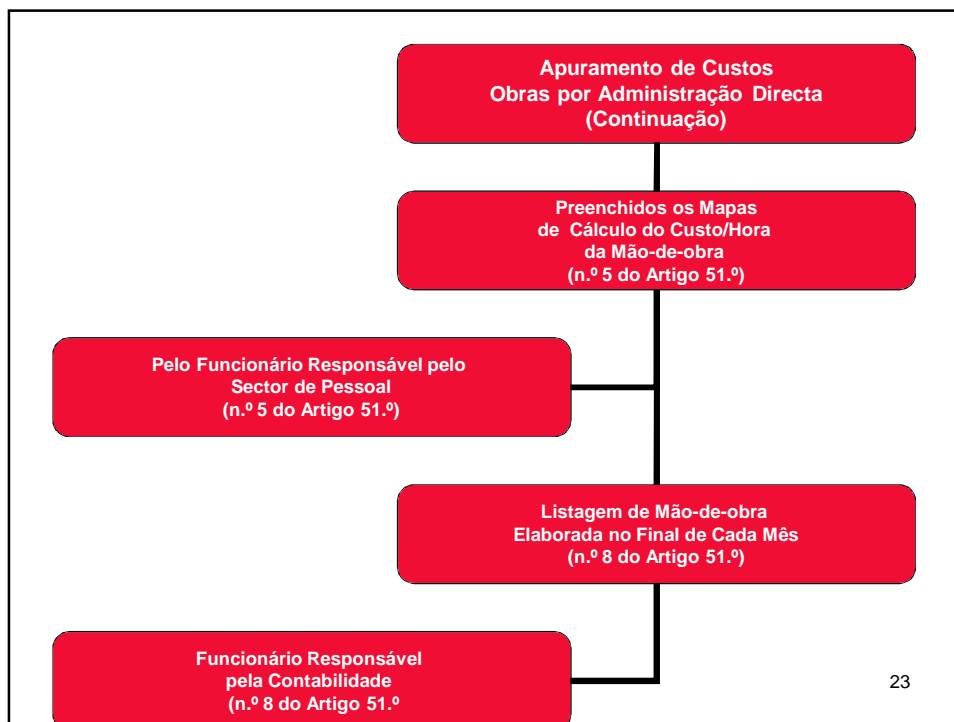 Apuramento de Custos
Obras por Administração Directa
(Continuação)
Preenchidos os Mapas
de Cálculo do Custo/Hora
da Mão-de-obra
(n.º 5 do Artigo 51.º)
Pelo Funcionário Responsável pelo
Sector de Pessoal
(n.º 5 do Artigo 51.º)
Listagem de Mão-de-obra
Elaborada no Final de Cada Mês
(n.º 8 do Artigo 51.º)
Funcionário Responsável
pela Contabilidade
(n.º 8 do Artigo 51.º
23